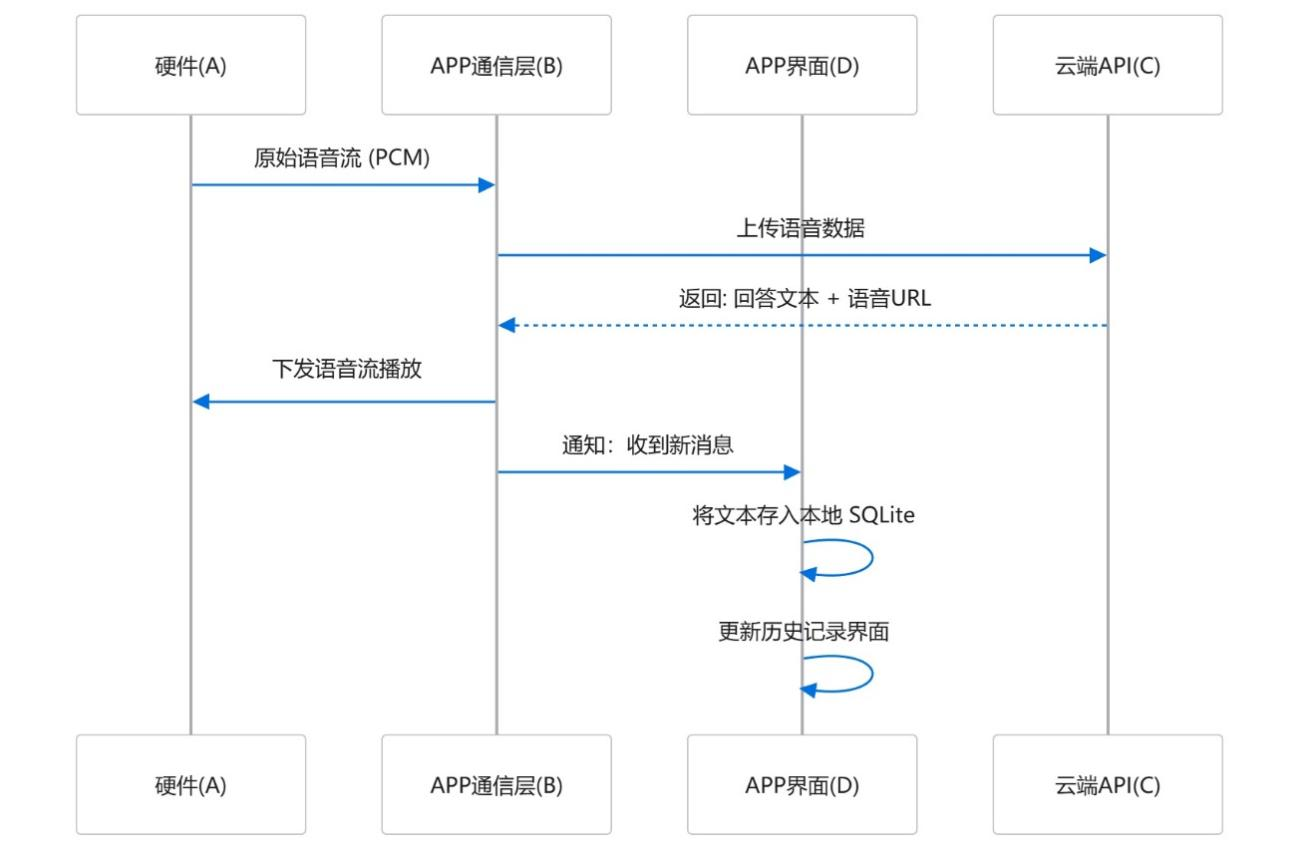 硬件(A)
APP通信层(B)
APP界面(D)
云端API(C)
原始语音流 (PCM)
上传语音数据
返回: 回答文本 + 语音URL
下发语音流播放
通知：收到新消息
将文本存入本地 SQLite
更新历史记录界面
硬件(A)
APP通信层(B)
APP界面(D)
云端API(C)